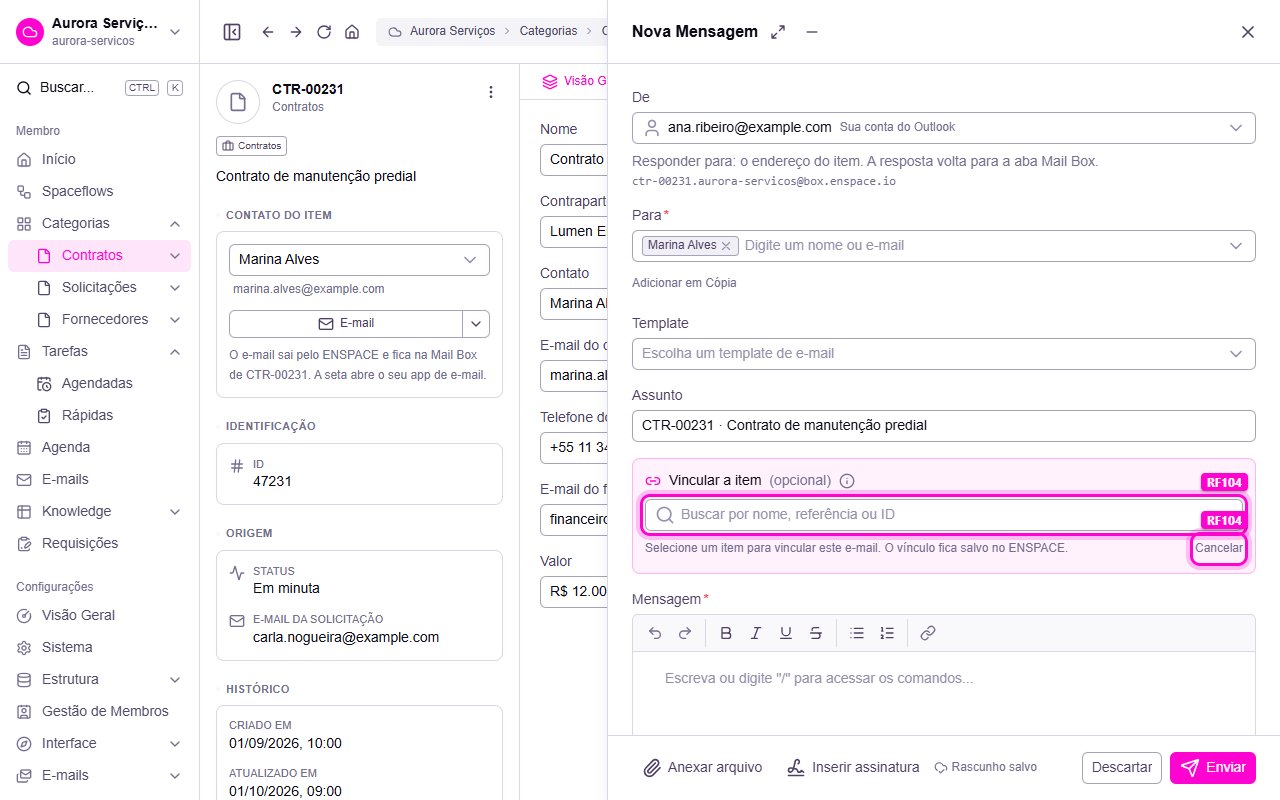 Aurora Serviç...
aurora-servicos
Buscar...
CTRL K
Membro
Início
Spaceflows
Categorias
Contratos
Solicitações
Fornecedores
Tarefas
Agendadas
Rápidas
Agenda
E-mails
Knowledge
Requisições
Configurações
Visão Geral
Sistema
Estrutura
Gestão de Membros
Interface
E-mails
Aurora Serviços
Categorias
CTR-00231
Contratos
Contratos
Contrato de manutenção predial
CONTATO DO ITEM
Marina Alves
marina.alves@example.com
E-mail
O e-mail sai pelo ENSPACE e fica na Mail Box
de CTR-00231. A seta abre o seu app de e-mail.
IDENTIFICAÇÃO
ID
47231
ORIGEM
STATUS
Em minuta
E-MAIL DA SOLICITAÇÃO
carla.nogueira@example.com
HISTÓRICO
CRIADO EM
01/09/2026, 10:00
ATUALIZADO EM
01/10/2026, 09:00
Visão G
Nome
Contrato
Contrapart
Lumen E
Contato
Marina Al
E-mail do c
marina.al
Telefone do
+55 11 34
E-mail do f
financeiro
Valor
R$ 12.00
Nova Mensagem
De
ana.ribeiro@example.com Sua conta do Outlook
Responder para: o endereço do item. A resposta volta para a aba Mail Box.
ctr-00231.aurora-servicos@box.enspace.io
Para*
Marina Alves Digite um nome ou e-mail
Adicionar em Cópia
Template
Escolha um template de e-mail
Assunto
CTR-00231 · Contrato de manutenção predial
Vincular a item (opcional)
RF104
Buscar por nome, referência ou ID
RF104
Selecione um item para vincular este e-mail. O vínculo fica salvo no ENSPACE.
Cancelar
Mensagem*
Escreva ou digite "/" para acessar os comandos...
Anexar arquivo
Inserir assinatura
Rascunho salvo
Descartar
Enviar